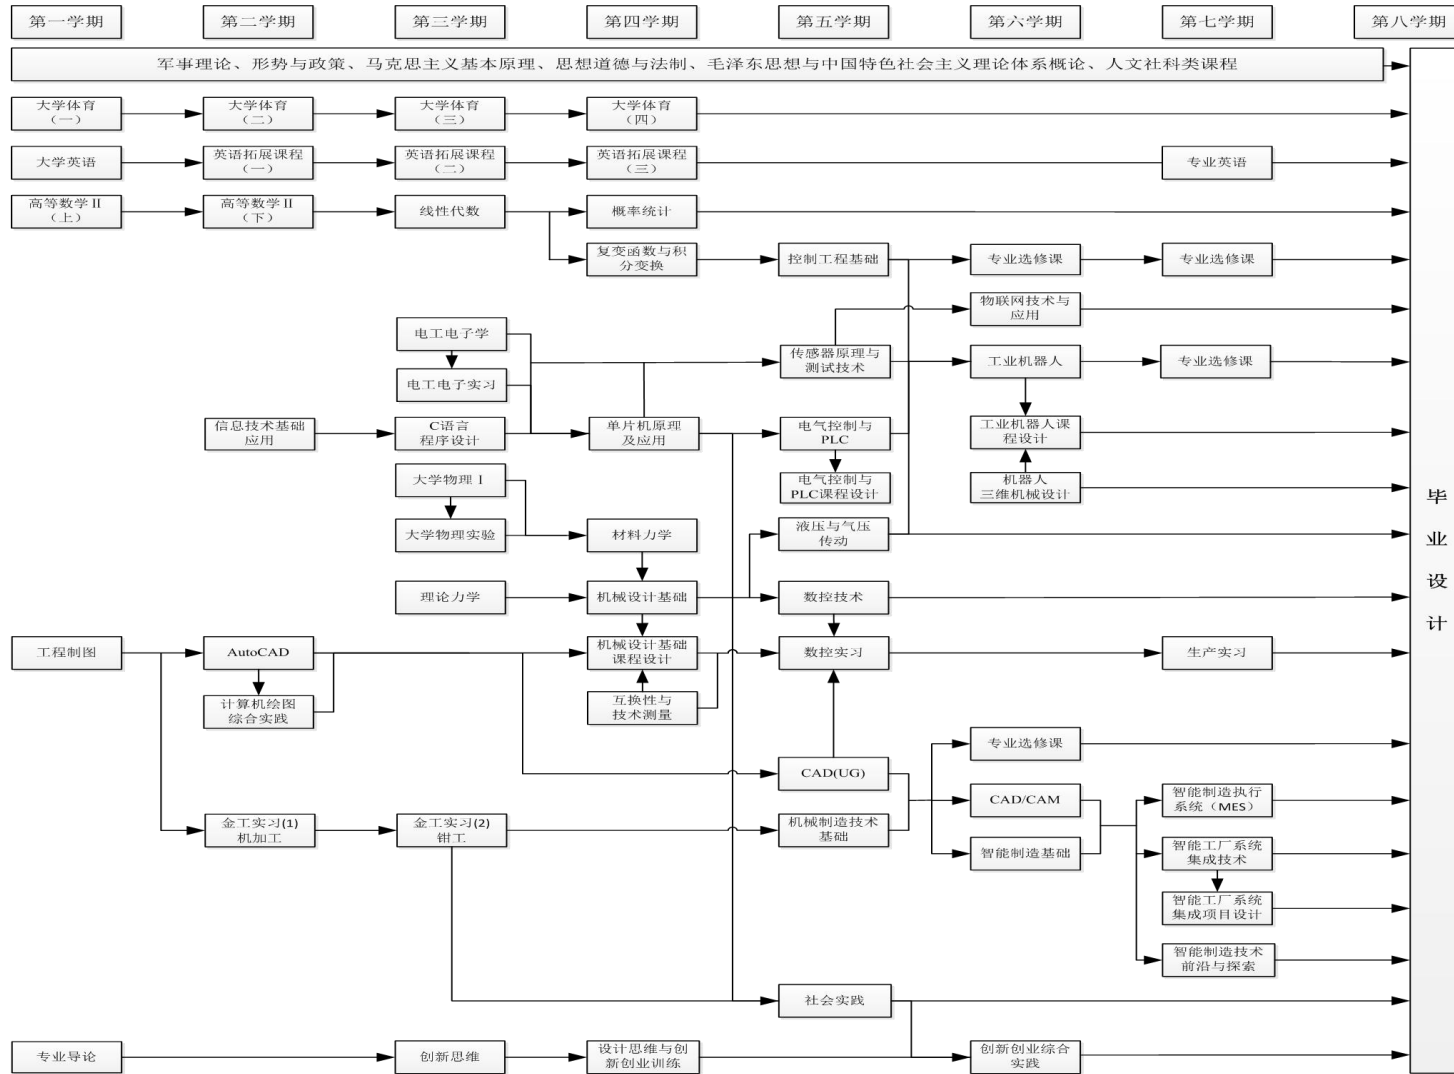 第一学期
第二学期
第三学期
第四学期
第五学期
第六学期
第七学期
第八学期
军事理论、形势与政策、马克思主义基本原理、思想道德与法制、毛泽东思想与中国特色社会主义理论体系概论、人文社科类课程
大学体育
（一）
大学体育
（二）
大学体育
（三）
大学体育
（四）
大学英语
英语拓展课程
（一）
英语拓展课程
（二）
英语拓展课程
（三）
专业英语
高等数学Ⅱ
（上）
高等数学Ⅱ
（下）
线性代数
概率统计
复变函数与积
分变换
控制工程基础
专业选修课
专业选修课
物联网技术与
应用
电工电子学
传感器原理与
测试技术
工业机器人
专业选修课
电工电子实习
信息技术基础
应用
C语言
程序设计
单片机原理
及应用
电气控制与
PLC
工业机器人课
程设计
大学物理Ⅰ
电气控制与
PLC课程设计
机器人
三维机械设计
大学物理实验
材料力学
液压与气压
传动
理论力学
机械设计基础
数控技术
工程制图
AutoCAD
机械设计基础
课程设计
数控实习
生产实习
计算机绘图
综合实践
互换性与
技术测量
专业选修课
CAD(UG)
CAD/CAM
智能制造执行
系统（MES）
金工实习(1)
机加工
金工实习(2)
钳工
机械制造技术
基础
智能制造基础
智能工厂系统
集成技术
智能工厂系统
集成项目设计
智能制造技术
前沿与探索
社会实践
专业导论
创新思维
设计思维与创
新创业训练
创新创业综合
实践
毕业设计